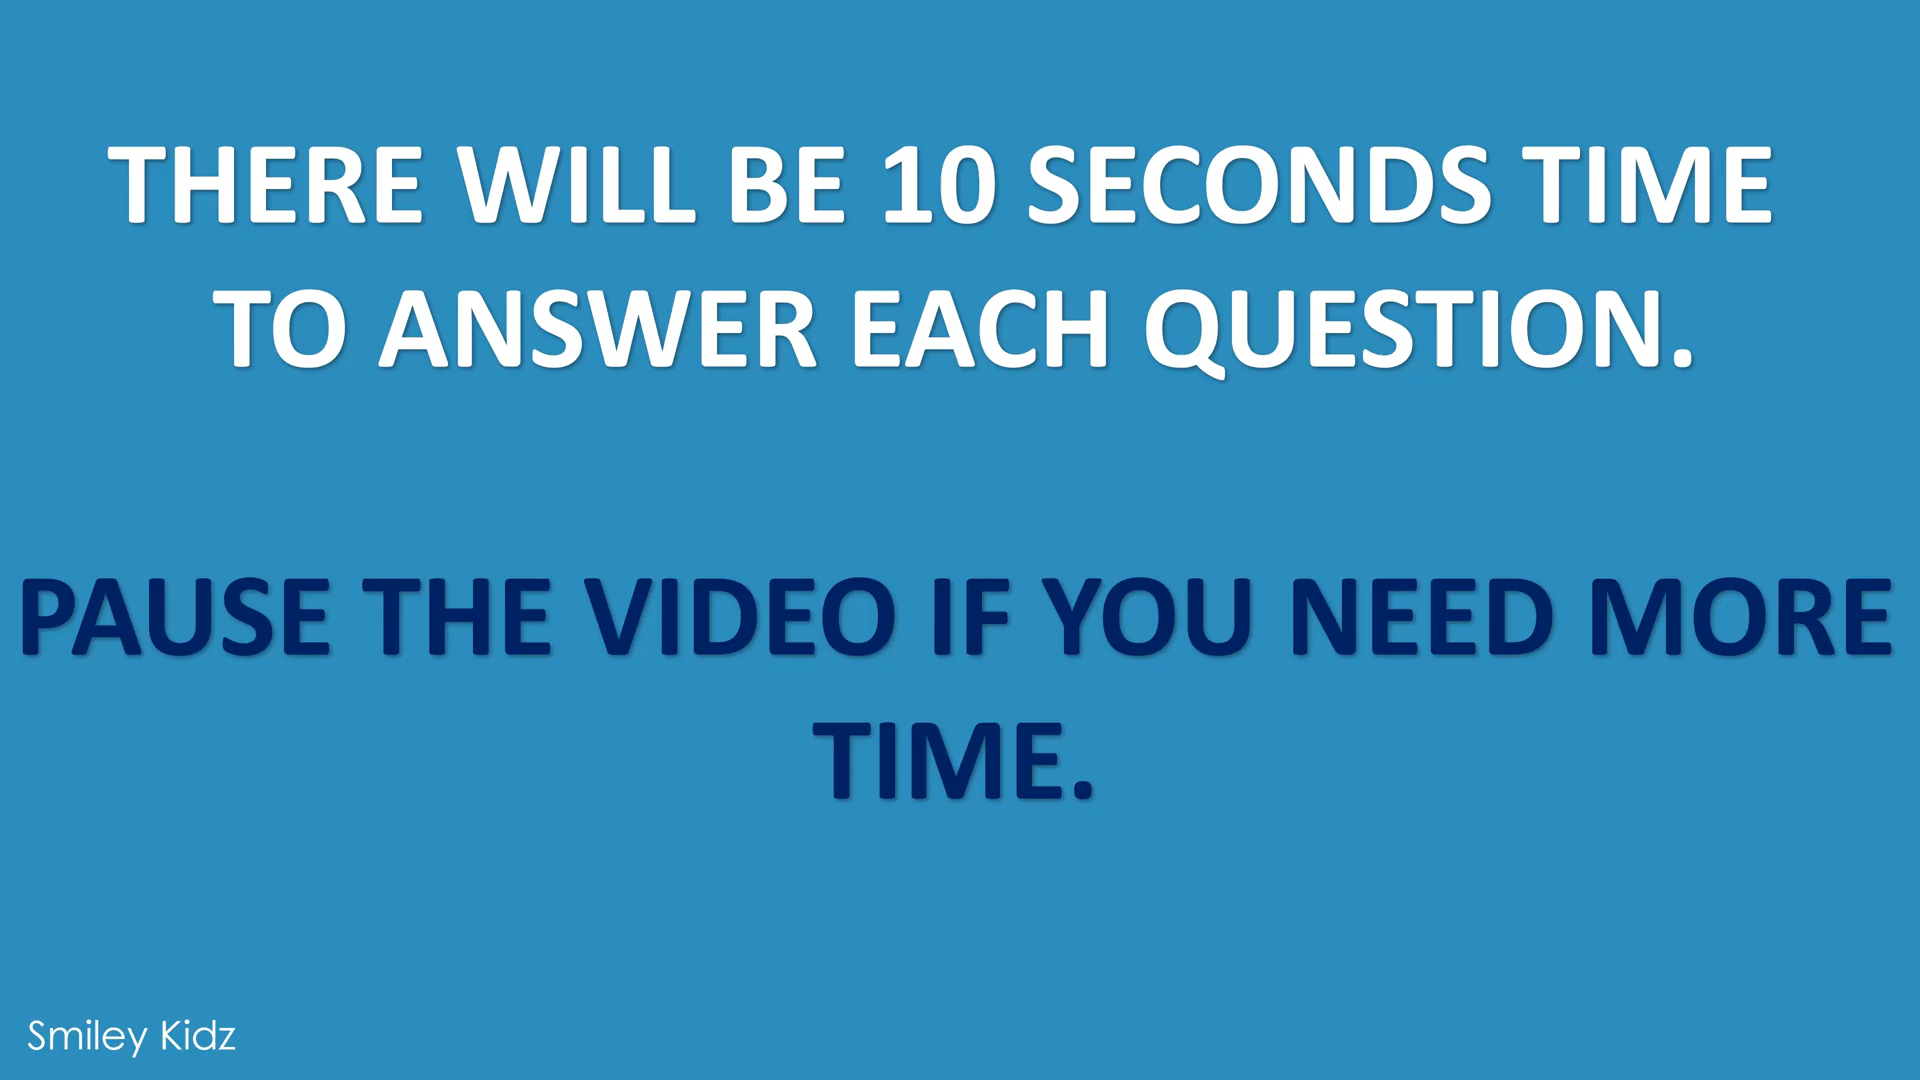 THERE WILL BE 10 SECONDS TIME
TO ANSWER EACH QUESTION.
PAUSE THE VIDEO IF YOU NEED MORE
TIME.
Smiley Kidz